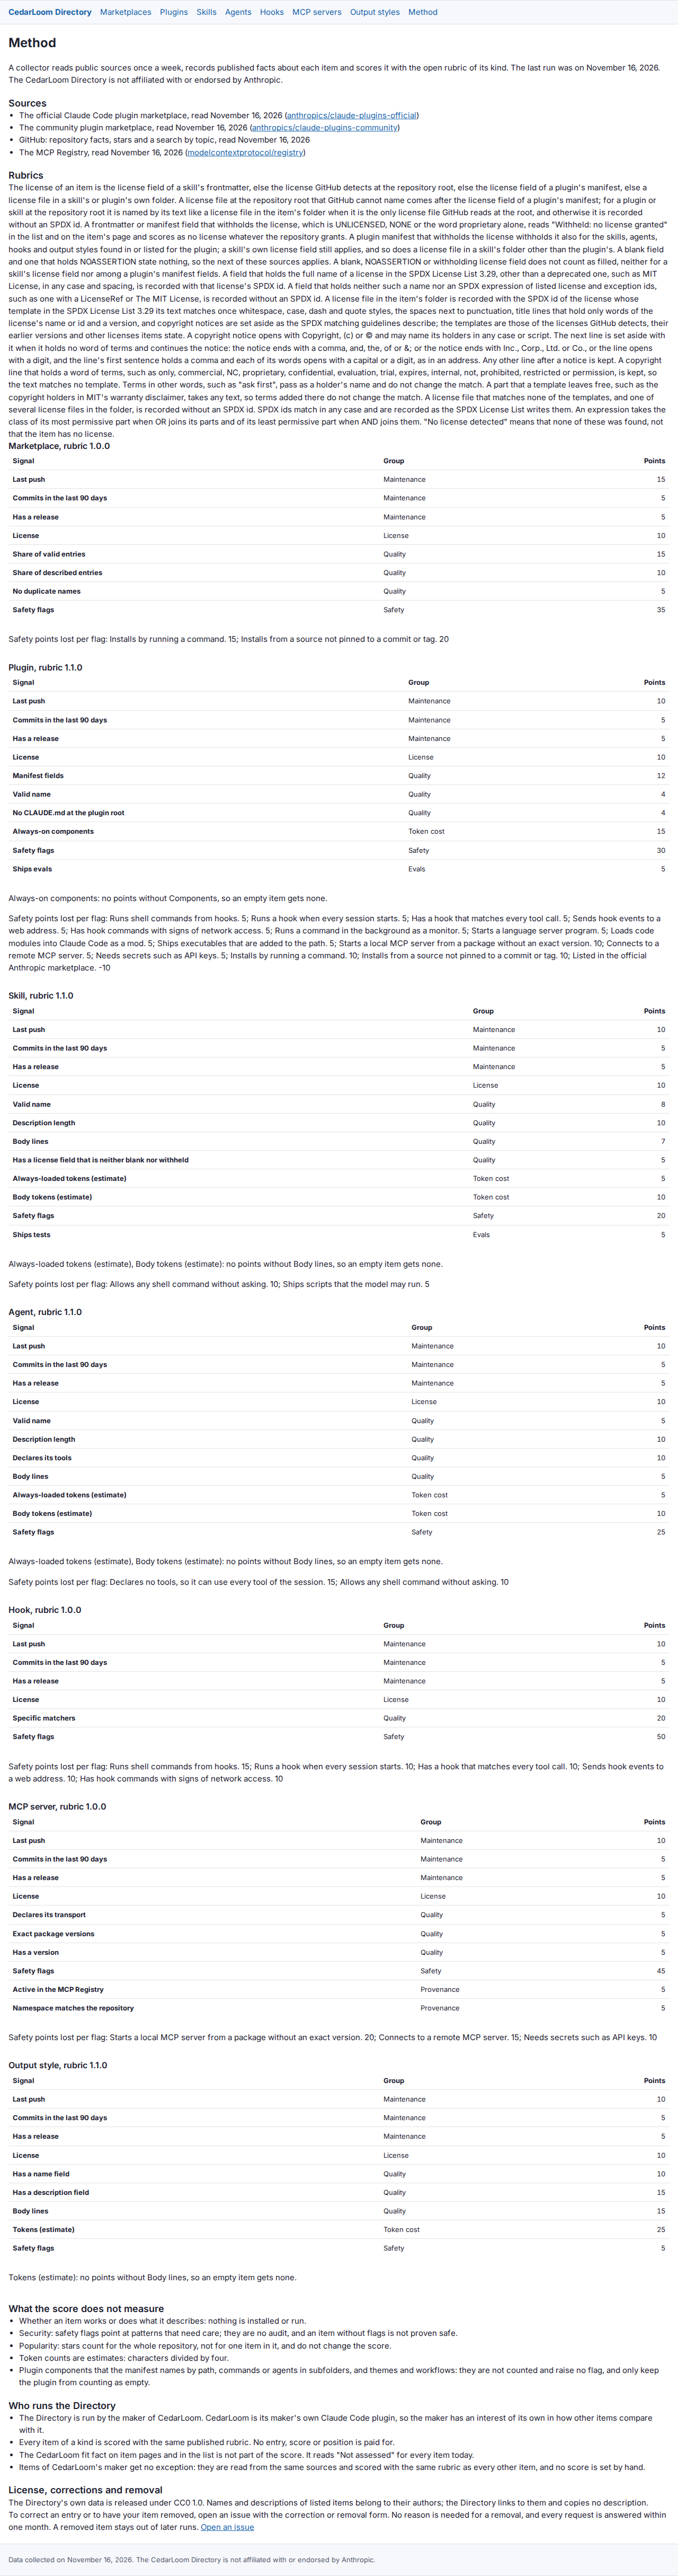 CedarLoom Directory Marketplaces Plugins Skills Agents Hooks MCP servers Output styles Method
Method
A collector reads public sources once a week, records published facts about each item and scores it with the open rubric of its kind. The last run was on November 16, 2026.
The CedarLoom Directory is not affiliated with or endorsed by Anthropic.
Sources
• The official Claude Code plugin marketplace, read November 16, 2026 (anthropics/claude-plugins-official)
• The community plugin marketplace, read November 16, 2026 (anthropics/claude-plugins-community)
• GitHub: repository facts, stars and a search by topic, read November 16, 2026
• The MCP Registry, read November 16, 2026 (modelcontextprotocol/registry)
Rubrics
The license of an item is the license field of a skill's frontmatter, else the license GitHub detects at the repository root, else the license field of a plugin's manifest, else a
license file in a skill's or plugin's own folder. A license file at the repository root that GitHub cannot name comes after the license field of a plugin's manifest; for a plugin or
skill at the repository root it is named by its text like a license file in the item's folder when it is the only license file GitHub reads at the root, and otherwise it is recorded
without an SPDX id. A frontmatter or manifest field that withholds the license, which is UNLICENSED, NONE or the word proprietary alone, reads "Withheld: no license granted"
in the list and on the item's page and scores as no license whatever the repository grants. A plugin manifest that withholds the license withholds it also for the skills, agents,
hooks and output styles found in the plugin; a skill's own license field still applies, and so does a license file in a skill's folder other than the plugin's. A blank field
and one that holds NOASSERTION state nothing, so the next of these sources applies. A blank, NOASSERTION or withholding license field does not count as filled, neither for a
skill's license field nor among a plugin's manifest fields. A field that holds the full name of a license in the SPDX License List 3.29, other than a deprecated one, such as MIT
License, in any case and spacing, is recorded with that license's SPDX id. A field that holds neither such a name nor an SPDX expression of listed license and exception ids,
such as one with a LicenseRef or The MIT License, is recorded without an SPDX id. A license file in the item's folder is recorded with the SPDX id of the license whose
template in the SPDX License List 3.29 its text matches once whitespace, case, dash and quote styles, the spaces next to punctuation, title lines that hold only words of the
license's name or id and a version, and copyright notices are set aside as the SPDX matching guidelines describe; the templates are those of the licenses GitHub detects, their
earlier versions and other licenses items state. A copyright notice opens with Copyright, (c) or © and may name its holders in any case or script. The next line is set aside with
it when it holds no word of terms and continues the notice: the notice ends with a comma, and, the, of or &; or the notice ends with Inc., Corp., Ltd. or Co., or the line opens
with a digit, and the line's first sentence holds a comma and each of its words opens with a capital or a digit, as in an address. Any other line after a notice is kept. A copyright
line that holds a word of terms, such as only, commercial, NC, proprietary, confidential, evaluation, trial, expires, internal, not, prohibited, restricted or permission, is kept, so
the text matches no template. Terms in other words, such as "ask first", pass as a holder's name and do not change the match. A part that a template leaves free, such as the
copyright holders in MIT's warranty disclaimer, takes any text, so terms added there do not change the match. A license file that matches none of the templates, and one of
several license files in the folder, is recorded without an SPDX id. SPDX ids match in any case and are recorded as the SPDX License List writes them. An expression takes the
class of its most permissive part when OR joins its parts and of its least permissive part when AND joins them. "No license detected" means that none of these was found, not
that the item has no license.
Marketplace, rubric 1.0.0
Signal Group Points
Last push Maintenance 15
Commits in the last 90 days Maintenance 5
Has a release Maintenance 5
License License 10
Share of valid entries Quality 15
Share of described entries Quality 10
No duplicate names Quality 5
Safety flags Safety 35
Safety points lost per flag: Installs by running a command. 15; Installs from a source not pinned to a commit or tag. 20
Plugin, rubric 1.1.0
Signal Group Points
Last push Maintenance 10
Commits in the last 90 days Maintenance 5
Has a release Maintenance 5
License License 10
Manifest fields Quality 12
Valid name Quality 4
No CLAUDE.md at the plugin root Quality 4
Always-on components Token cost 15
Safety flags Safety 30
Ships evals Evals 5
Always-on components: no points without Components, so an empty item gets none.
Safety points lost per flag: Runs shell commands from hooks. 5; Runs a hook when every session starts. 5; Has a hook that matches every tool call. 5; Sends hook events to a
web address. 5; Has hook commands with signs of network access. 5; Runs a command in the background as a monitor. 5; Starts a language server program. 5; Loads code
modules into Claude Code as a mod. 5; Ships executables that are added to the path. 5; Starts a local MCP server from a package without an exact version. 10; Connects to a
remote MCP server. 5; Needs secrets such as API keys. 5; Installs by running a command. 10; Installs from a source not pinned to a commit or tag. 10; Listed in the official
Anthropic marketplace. -10
Skill, rubric 1.1.0
Signal Group Points
Last push Maintenance 10
Commits in the last 90 days Maintenance 5
Has a release Maintenance 5
License License 10
Valid name Quality 8
Description length Quality 10
Body lines Quality 7
Has a license field that is neither blank nor withheld Quality 5
Always-loaded tokens (estimate) Token cost 5
Body tokens (estimate) Token cost 10
Safety flags Safety 20
Ships tests Evals 5
Always-loaded tokens (estimate), Body tokens (estimate): no points without Body lines, so an empty item gets none.
Safety points lost per flag: Allows any shell command without asking. 10; Ships scripts that the model may run. 5
Agent, rubric 1.1.0
Signal Group Points
Last push Maintenance 10
Commits in the last 90 days Maintenance 5
Has a release Maintenance 5
License License 10
Valid name Quality 5
Description length Quality 10
Declares its tools Quality 10
Body lines Quality 5
Always-loaded tokens (estimate) Token cost 5
Body tokens (estimate) Token cost 10
Safety flags Safety 25
Always-loaded tokens (estimate), Body tokens (estimate): no points without Body lines, so an empty item gets none.
Safety points lost per flag: Declares no tools, so it can use every tool of the session. 15; Allows any shell command without asking. 10
Hook, rubric 1.0.0
Signal Group Points
Last push Maintenance 10
Commits in the last 90 days Maintenance 5
Has a release Maintenance 5
License License 10
Specific matchers Quality 20
Safety flags Safety 50
Safety points lost per flag: Runs shell commands from hooks. 15; Runs a hook when every session starts. 10; Has a hook that matches every tool call. 10; Sends hook events to
a web address. 10; Has hook commands with signs of network access. 10
MCP server, rubric 1.0.0
Signal Group Points
Last push Maintenance 10
Commits in the last 90 days Maintenance 5
Has a release Maintenance 5
License License 10
Declares its transport Quality 5
Exact package versions Quality 5
Has a version Quality 5
Safety flags Safety 45
Active in the MCP Registry Provenance 5
Namespace matches the repository Provenance 5
Safety points lost per flag: Starts a local MCP server from a package without an exact version. 20; Connects to a remote MCP server. 15; Needs secrets such as API keys. 10
Output style, rubric 1.1.0
Signal Group Points
Last push Maintenance 10
Commits in the last 90 days Maintenance 5
Has a release Maintenance 5
License License 10
Has a name field Quality 10
Has a description field Quality 15
Body lines Quality 15
Tokens (estimate) Token cost 25
Safety flags Safety 5
Tokens (estimate): no points without Body lines, so an empty item gets none.
What the score does not measure
• Whether an item works or does what it describes: nothing is installed or run.
• Security: safety flags point at patterns that need care; they are no audit, and an item without flags is not proven safe.
• Popularity: stars count for the whole repository, not for one item in it, and do not change the score.
• Token counts are estimates: characters divided by four.
• Plugin components that the manifest names by path, commands or agents in subfolders, and themes and workflows: they are not counted and raise no flag, and only keep
the plugin from counting as empty.
Who runs the Directory
• The Directory is run by the maker of CedarLoom. CedarLoom is its maker's own Claude Code plugin, so the maker has an interest of its own in how other items compare
with it.
• Every item of a kind is scored with the same published rubric. No entry, score or position is paid for.
• The CedarLoom fit fact on item pages and in the list is not part of the score. It reads "Not assessed" for every item today.
• Items of CedarLoom's maker get no exception: they are read from the same sources and scored with the same rubric as every other item, and no score is set by hand.
License, corrections and removal
The Directory's own data is released under CC0 1.0. Names and descriptions of listed items belong to their authors; the Directory links to them and copies no description.
To correct an entry or to have your item removed, open an issue with the correction or removal form. No reason is needed for a removal, and every request is answered within
one month. A removed item stays out of later runs. Open an issue
Data collected on November 16, 2026. The CedarLoom Directory is not affiliated with or endorsed by Anthropic.